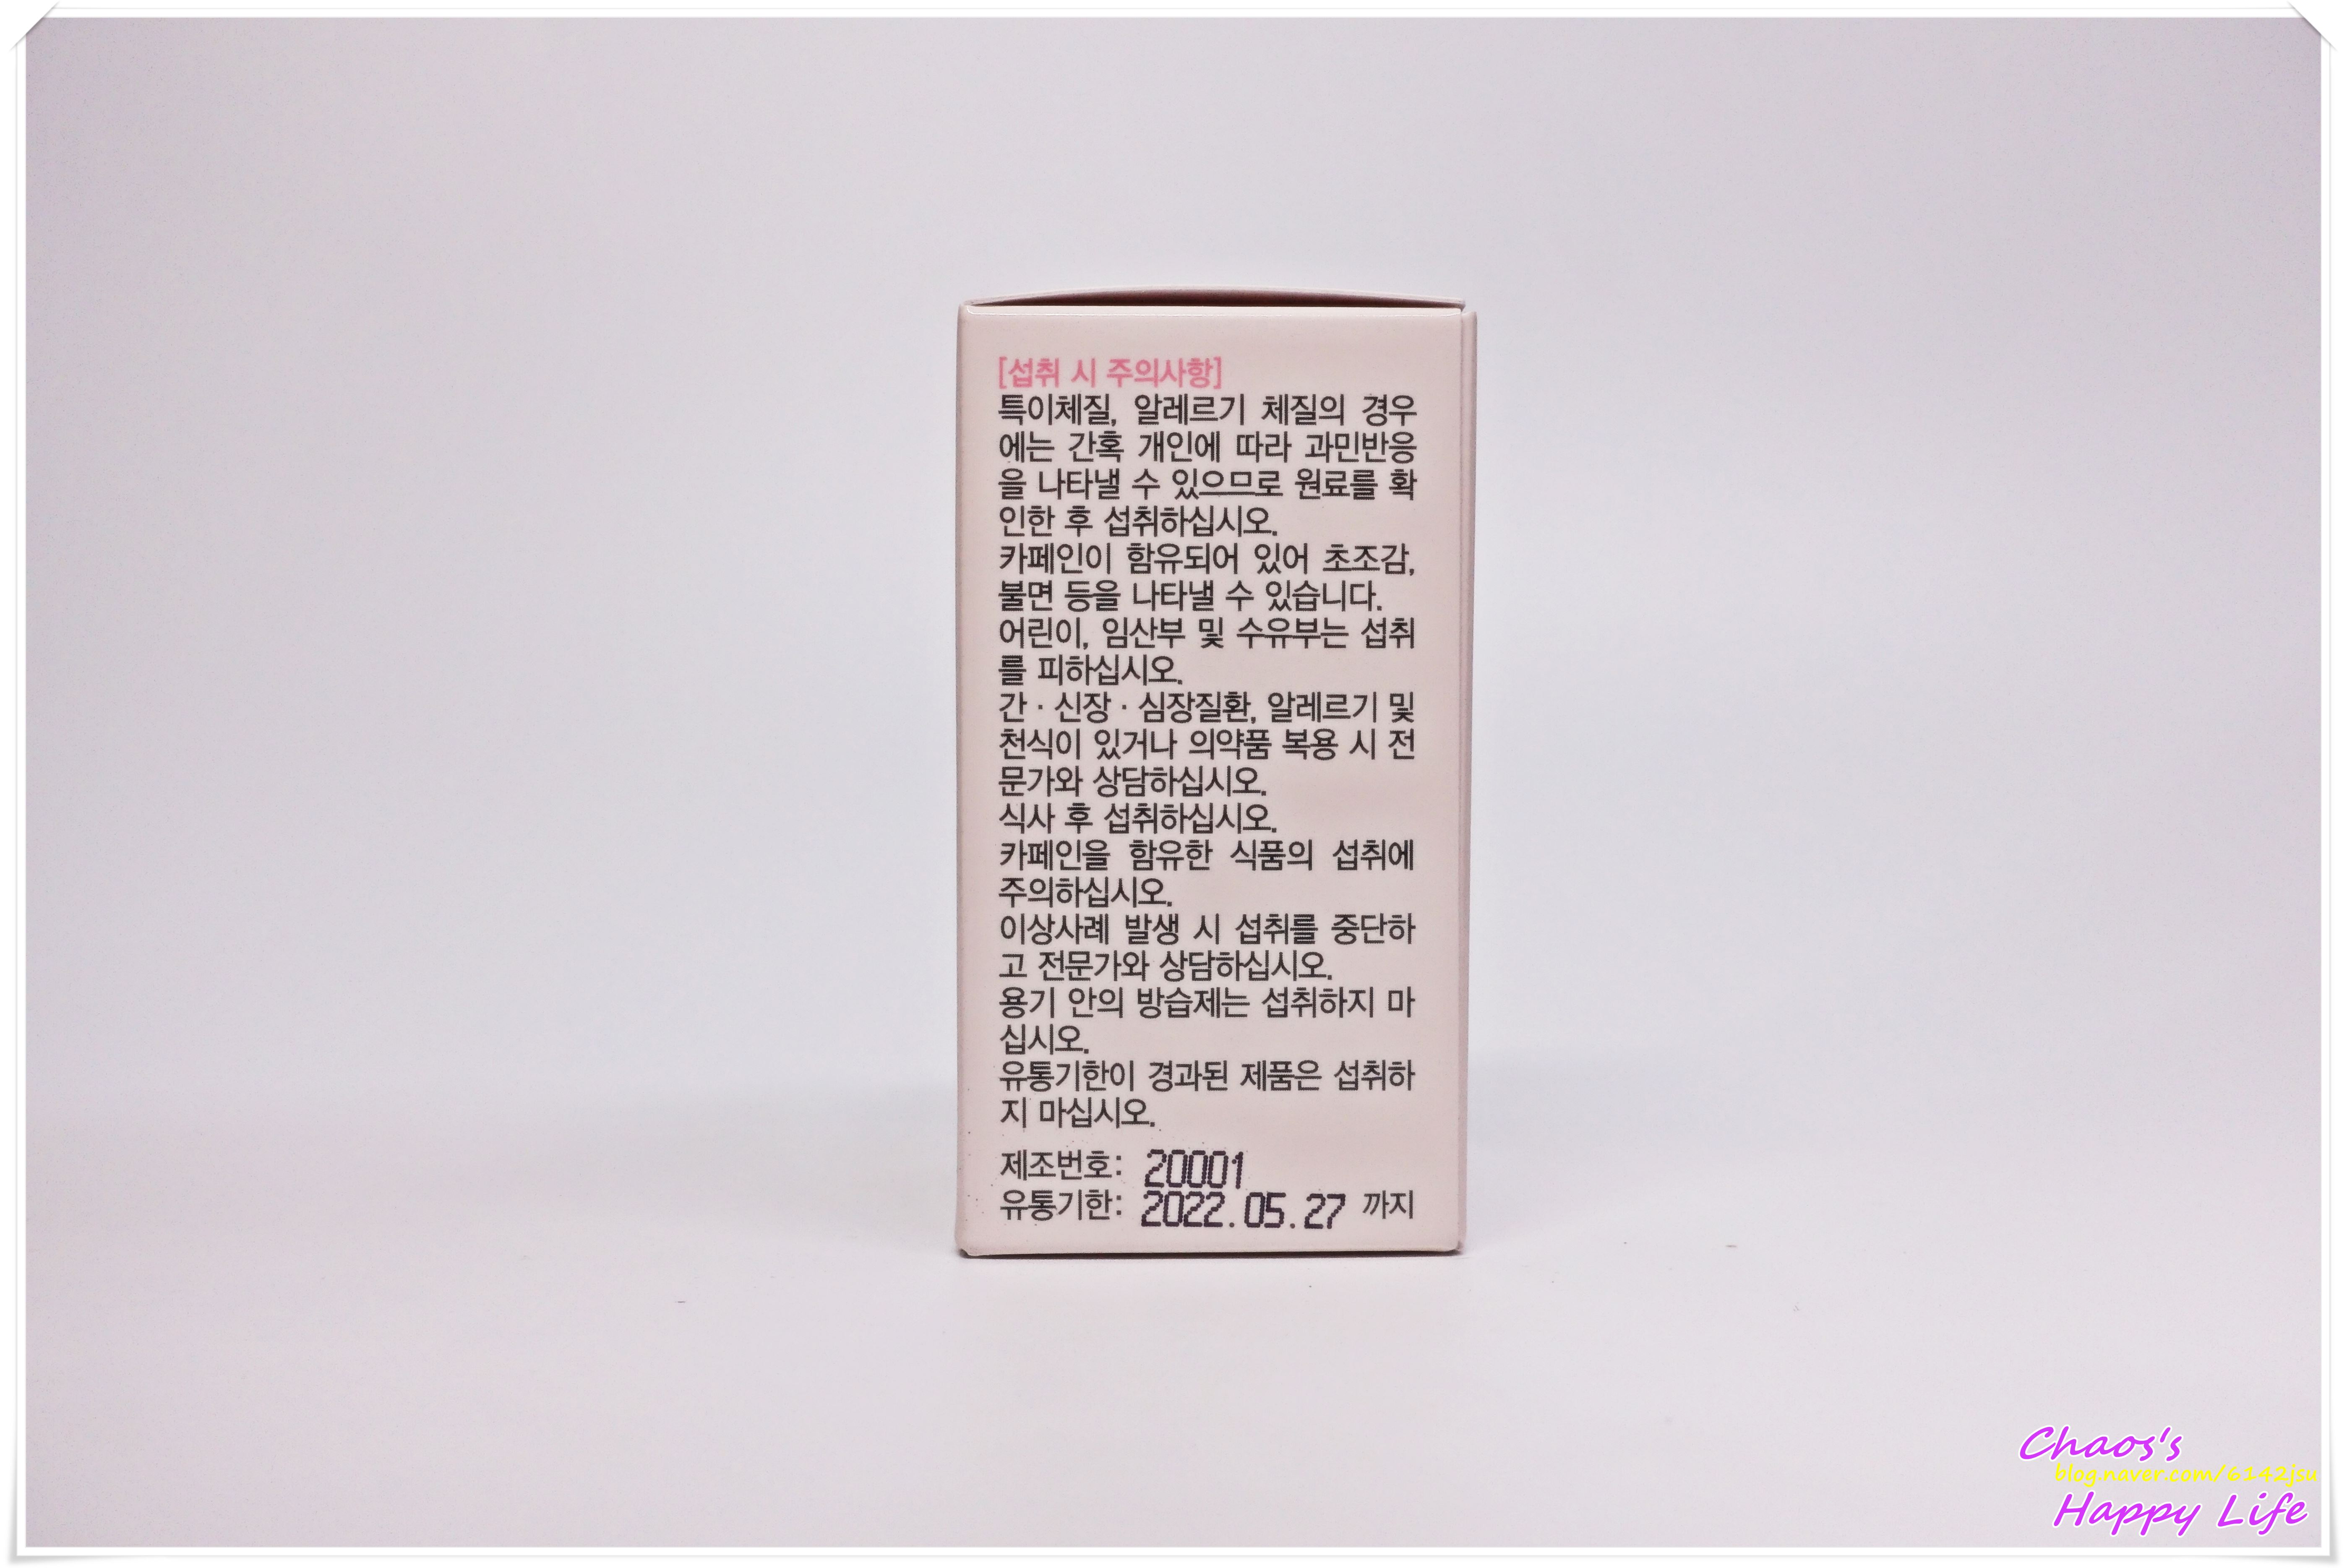 [섭취 시 주의사항]
특이체질, 알레르기 체질의 경우
에는 간혹 개인에 따라 과민반응
을 나타낼 수 있으므로 원료를 확
인한 후 섭취하십시오.
카페인이 함유되어 있어 초조감,
불면 등을 나타낼 수 있습니다.
어린이, 임산부 및 수유부는 섭취
를 피하십시오.
간 · 신장 · 심장질환, 알레르기 및
천식이 있거나 의약품 복용 시 전
문가와 상담하십시오.
식사 후 섭취하십시오.
카페인을 함유한 식품의 섭취에
주의하십시오.
이상사례 발생 시 섭취를 중단하
고 전문가와 상담하십시오.
용기 안의 방습제는 섭취하지 마
십시오.
유통기한이 경과된 제품은 섭취하
지 마십시오.
제조번호: 20001
유통기한: 2022.05.27 까지
Chaos's
blog.naver.com/6142jsu
Happy Life